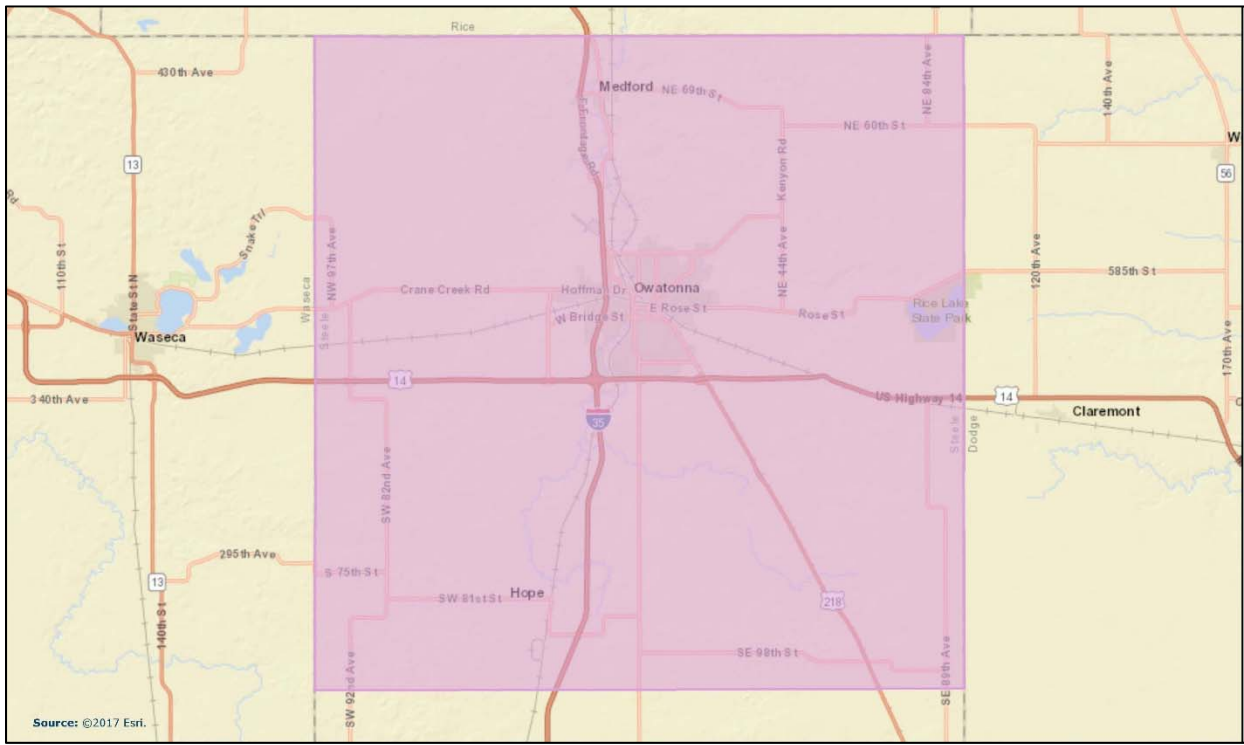 Rice
430th Ave
Medford
NE 69th St
NE 84th Ave
140th Ave
NE 60th St
13
W
56
Frontage Rd
Kenyon Rd
Rd
110th St
Snake Trl
NW 97th Ave
NE 44th Ave
120th Ave
585th St
State St N
Waseca
Steele
Crane Creek Rd
Hoffman Dr
Owatonna
E Rose St
Rose St
Rice Lake
State Park
W Bridge St
Waseca
170th Ave
14
US Highway 14
14
340th Ave
Claremont
35
Steele
Dodge
SW 82nd Ave
295th Ave
S 75th St
13
SW 81st St
Hope
218
140th St
SE 98th St
SW 92nd Ave
SE 89th Ave
Source: ©2017 Esri.